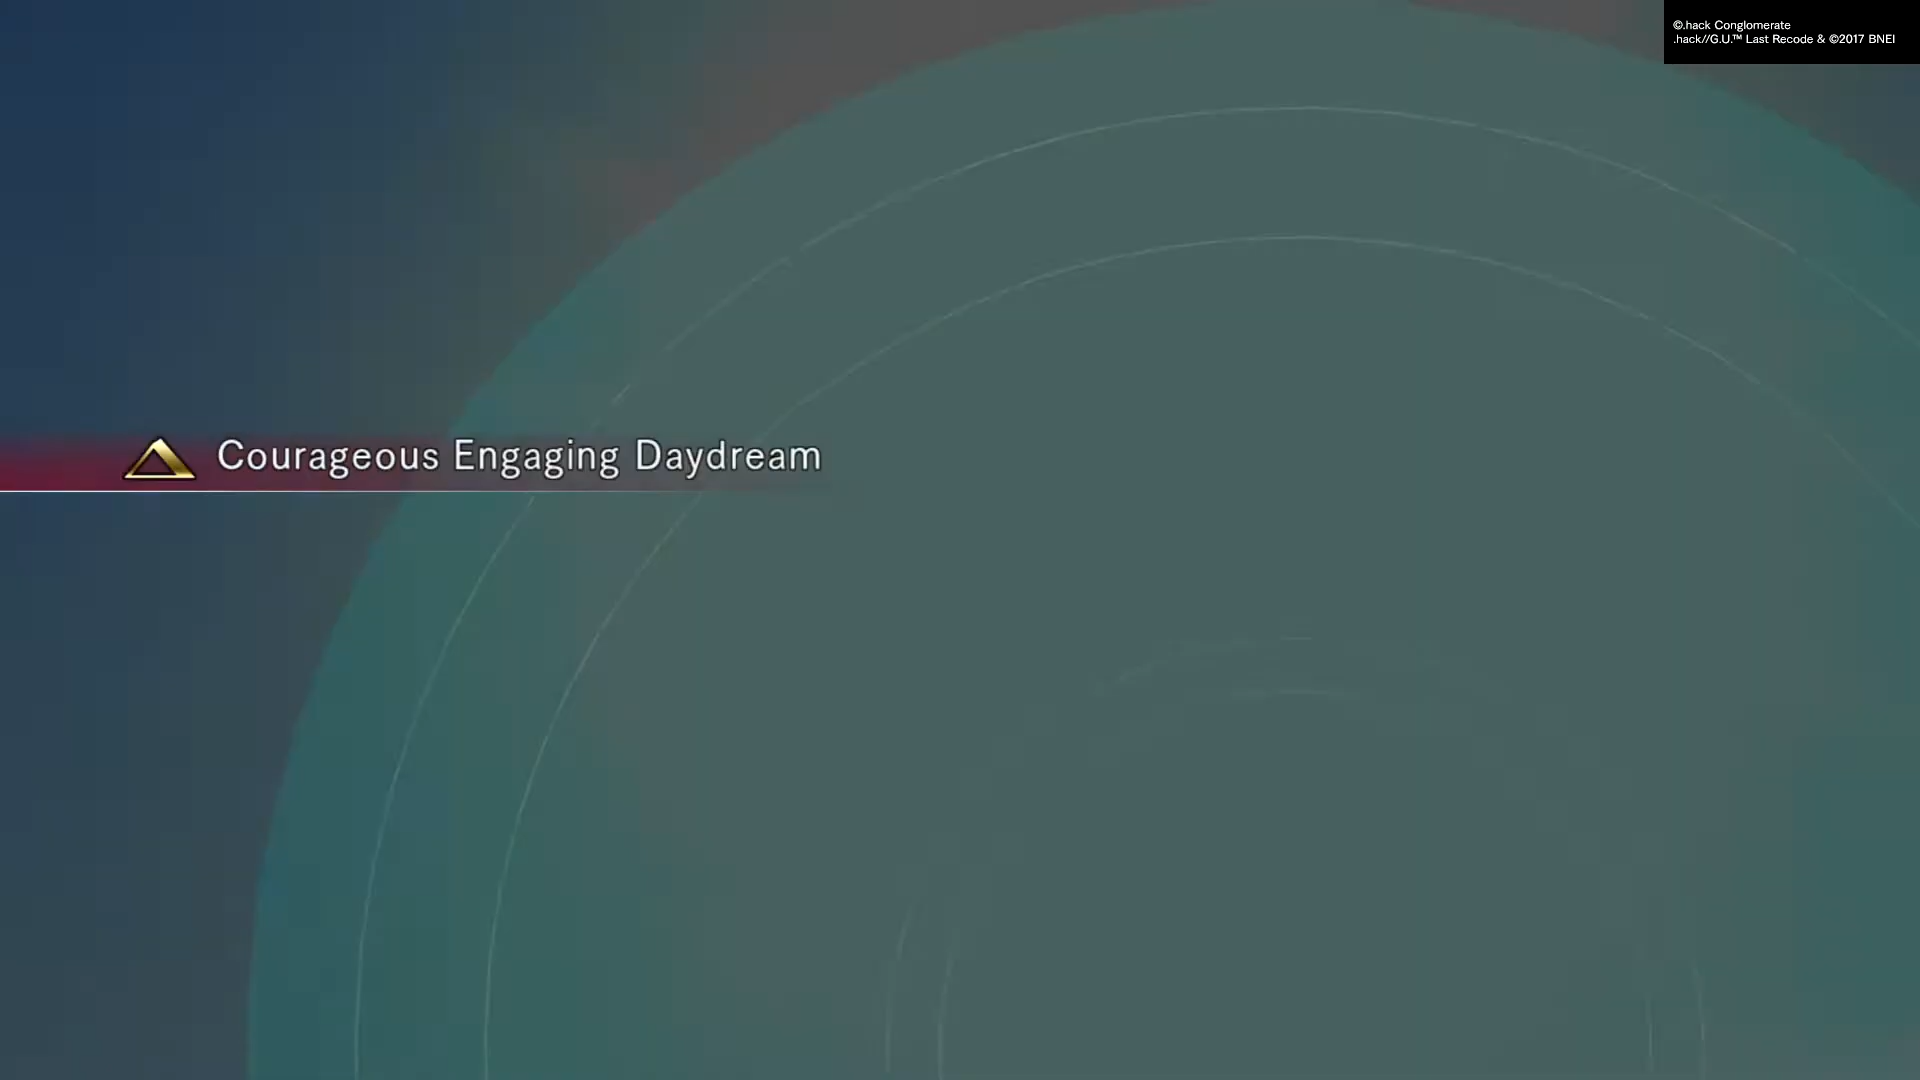 ©.hack Conglomerate
.hack//G.U.™ Last Recode & ©2017 BNEI
Courageous Engaging Daydream